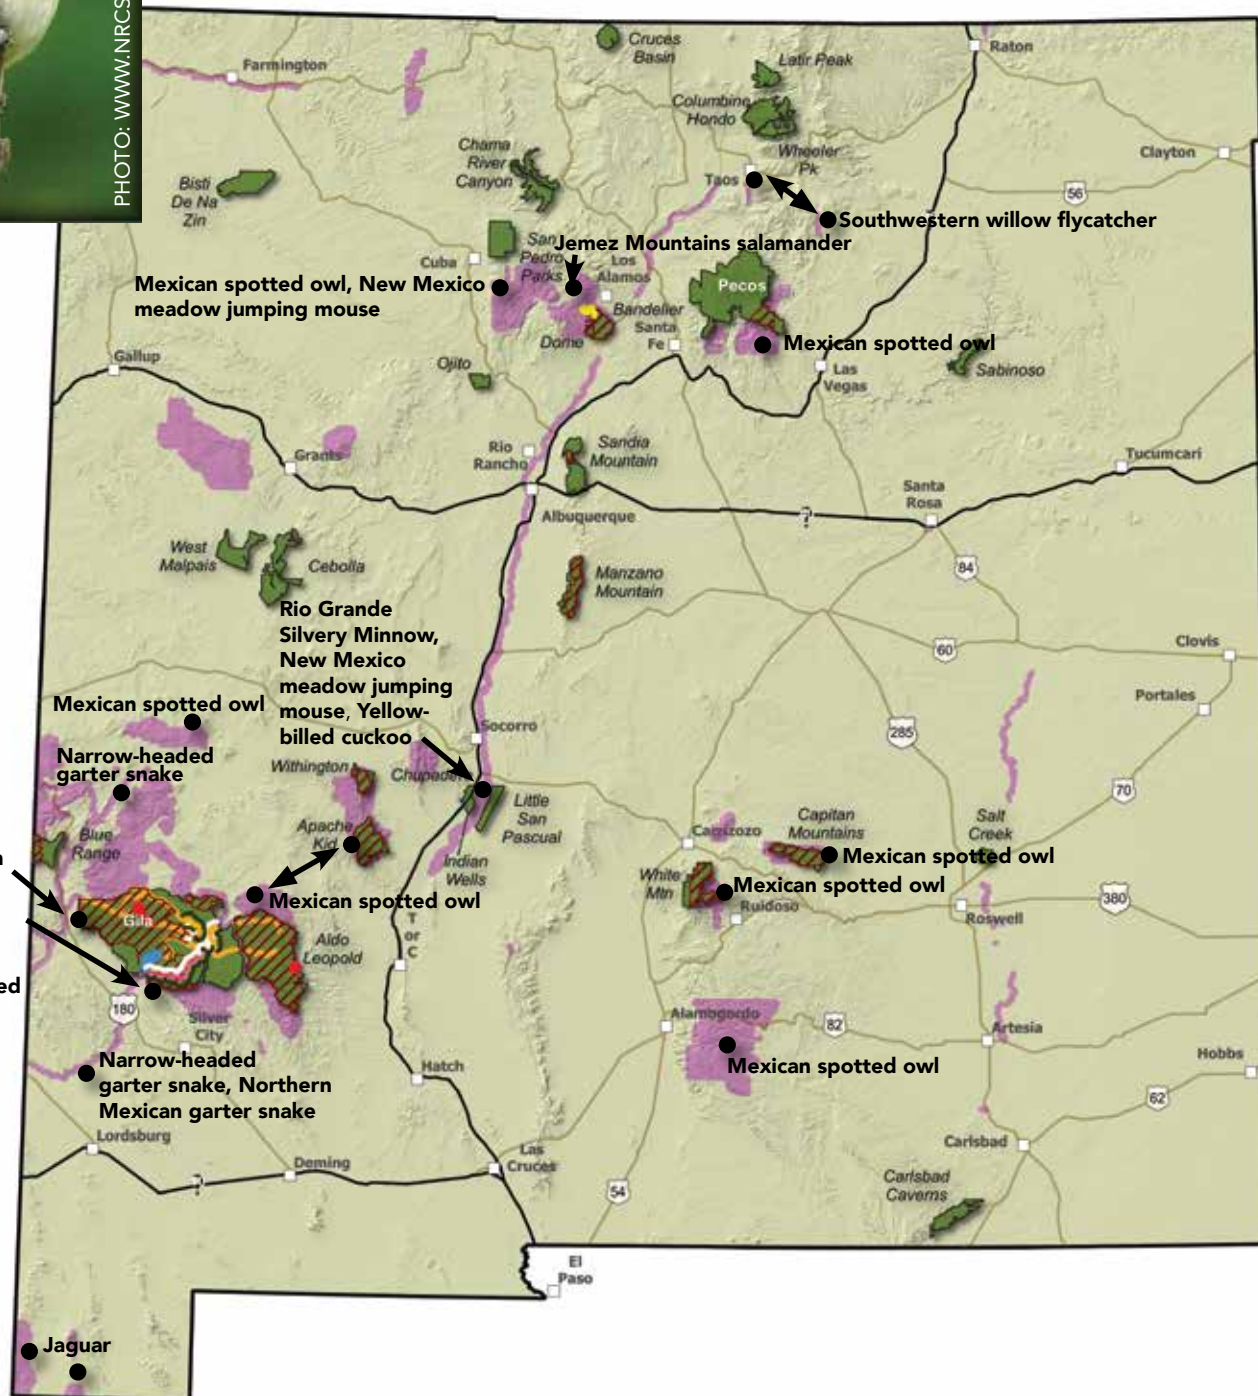 PHOTO: WWW.NRCS
Cruces
Basin
Raton
Farmington
Latir Peak
Columbine
Hondo
Chama
River
Canyon
Wheeler
Pk
Clayton
Bisti
De Na
Zin
Taos
56
Southwestern willow flycatcher
San
Pedro
Parks
Jemez Mountains salamander
Cuba
Los
Alamos
Mexican spotted owl, New Mexico
meadow jumping mouse
Pecos
Bandelier
Dome
Santa
Fe
Mexican spotted owl
Gallup
Ojito
Las
Vegas
Sabinoso
Grants
Rio
Rancho
Sandia
Mountain
Tucumcari
Santa
Rosa
Albuquerque
?
West
Malpais
Cebolla
Manzano
Mountain
84
Rio Grande
Silvery Minnow,
New Mexico
meadow jumping
mouse, Yellow-
billed cuckoo
60
Clovis
Portales
Mexican spotted owl
Socorro
285
Narrow-headed
garter snake
Withington
Chupadera
70
Little
San
Pascual
Apache
Kid
Blue
Range
Indian
Wells
Carrizozo
Capitan
Mountains
Salt
Creek
Mexican spotted owl
White
Mtn
Mexican spotted owl
Ruidoso
380
Roswell
Mexican spotted owl
Gila
T
or
C
Aldo
Leopold
ed
180
Silver
City
Alamogordo
82
Artesia
Mexican spotted owl
Hobbs
Narrow-headed
garter snake, Northern
Mexican garter snake
Hatch
62
Lordsburg
Deming
?
Las
Cruces
Carlsbad
54
Carlsbad
Caverns
El
Paso
Jaguar